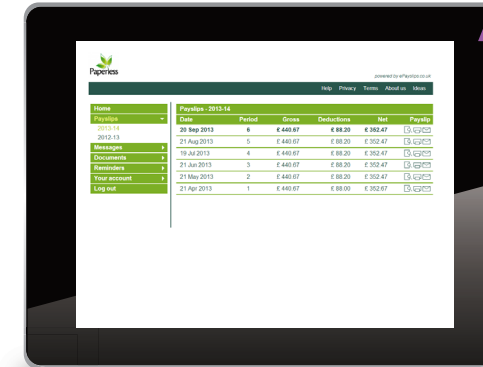 Paperless
powered by ePayslips.co.uk
Help Privacy Terms About us Ideas
Home
Payslips
2013-14
2012-13
Messages
Documents
Reminders
Your account
Log out
Payslips - 2013-14
Date Period Gross Deductions Net Payslip
20 Sep 2013 6 £ 440.67 £ 88.20 £ 352.47
21 Aug 2013 5 £ 440.67 £ 88.20 £ 352.47
19 Jul 2013 4 £ 440.67 £ 88.20 £ 352.47
21 Jun 2013 3 £ 440.67 £ 88.20 £ 352.47
21 May 2013 2 £ 440.67 £ 88.20 £ 352.47
21 Apr 2013 1 £ 440.67 £ 88.00 £ 352.67